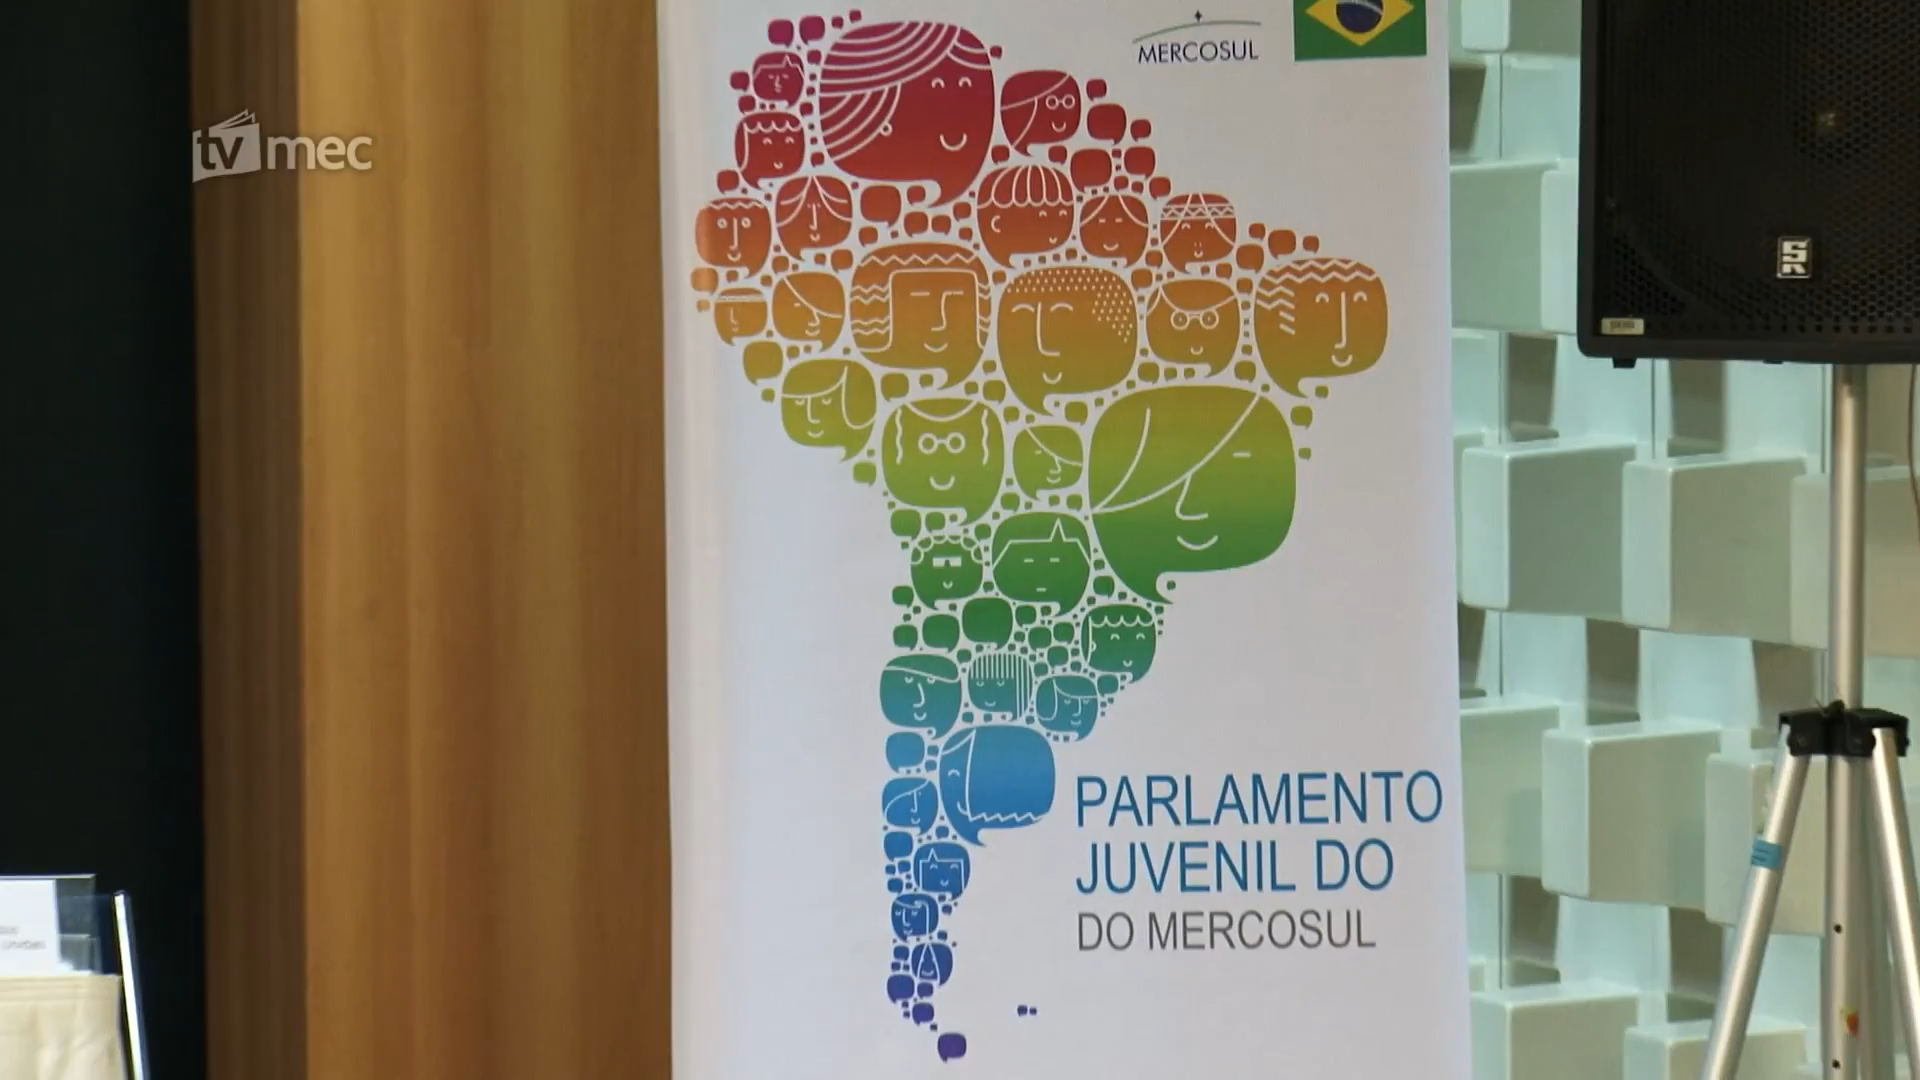 tv mec
MERCOSUL
PARLAMENTO
JUVENIL DO
DO MERCOSUL